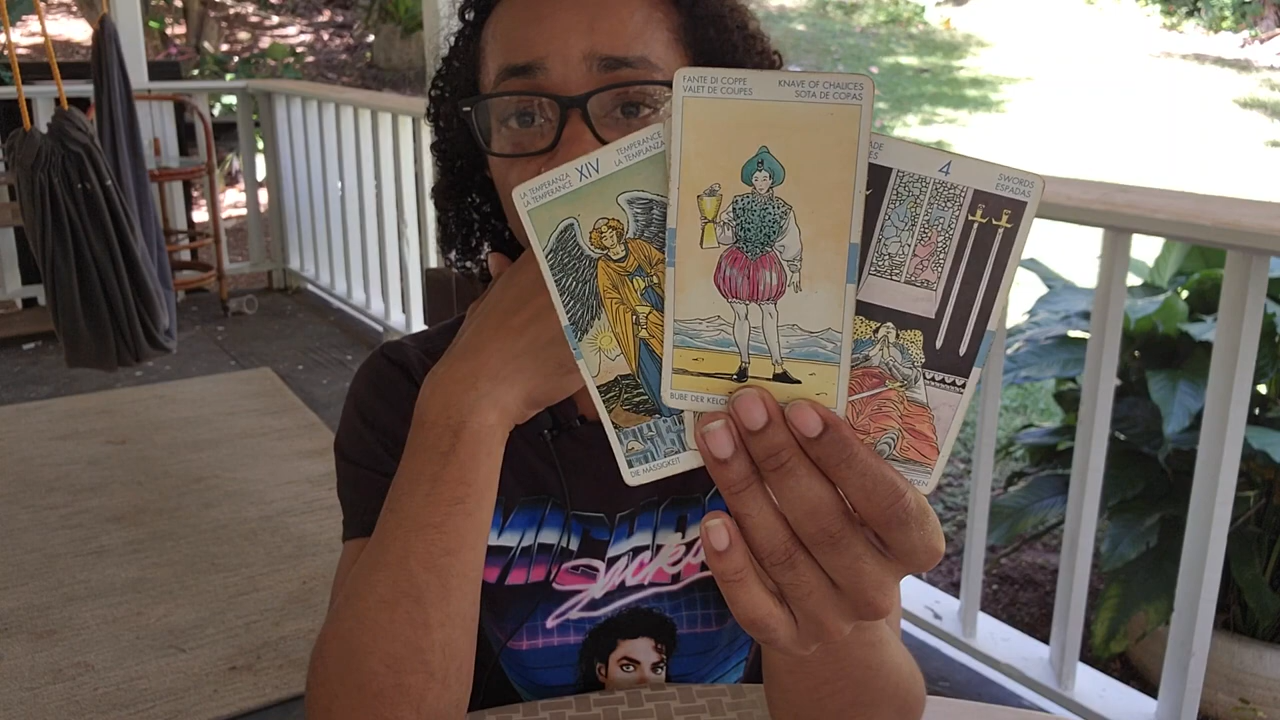 LA TEMPERANZA
LA TEMPERANCE
XIV
TEMPERANCE
LA TEMPLANZA
DIE MÄSSIGKEIT
FANTE DI COPPE
VALET DE COUPES
KNAVE OF CHALICES
SOTA DE COPAS
BUBE DER
4
SWORDS
ESPADAS